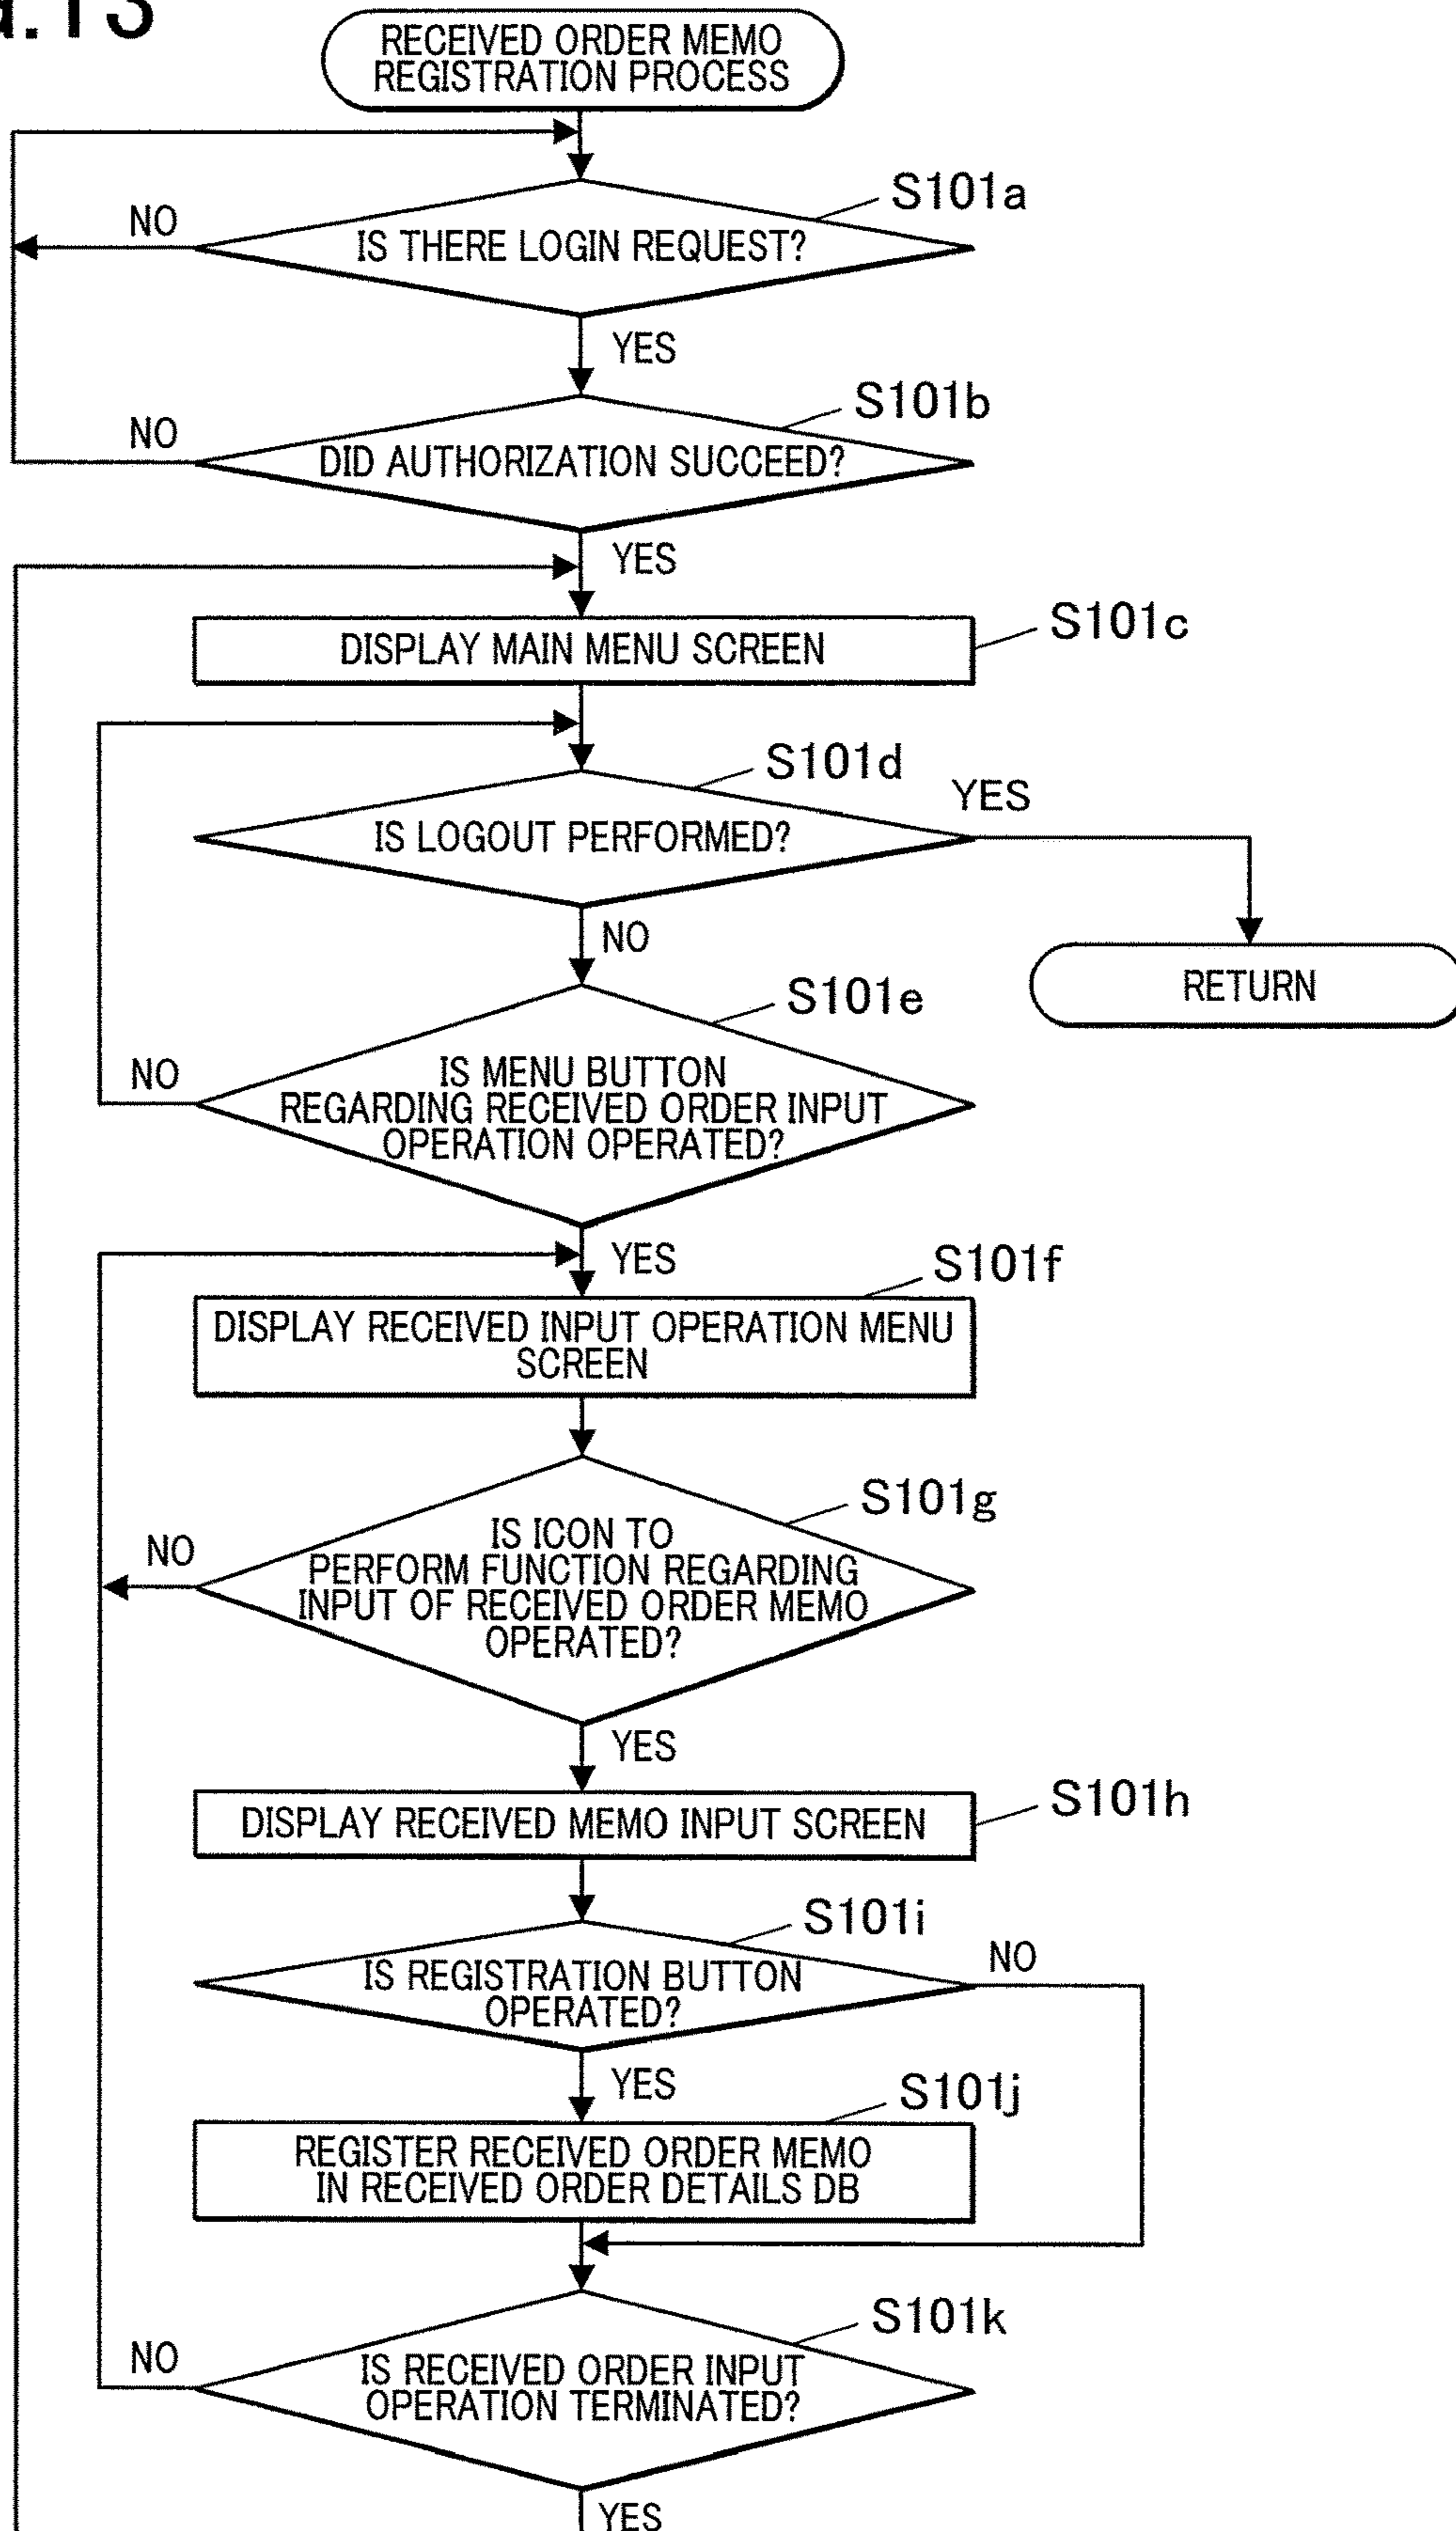 RECEIVED ORDER MEMO
REGISTRATION PROCESS
S101a
NO
IS THERE LOGIN REQUEST?
YES
S101b
NO
DID AUTHORIZATION SUCCEED?
YES
S101c
DISPLAY MAIN MENU SCREEN
S101d
YES
IS LOGOUT PERFORMED?
NO
RETURN
S101e
NO
IS MENU BUTTON
REGARDING RECEIVED ORDER INPUT
OPERATION OPERATED?
YES
S101f
DISPLAY RECEIVED INPUT OPERATION MENU
SCREEN
S101g
NO
IS ICON TO
PERFORM FUNCTION REGARDING
INPUT OF RECEIVED ORDER MEMO
OPERATED?
YES
S101h
DISPLAY RECEIVED MEMO INPUT SCREEN
S101i
NO
IS REGISTRATION BUTTON
OPERATED?
YES
S101j
REGISTER RECEIVED ORDER MEMO
IN RECEIVED ORDER DETAILS DB
S101k
NO
IS RECEIVED ORDER INPUT
OPERATION TERMINATED?
YES